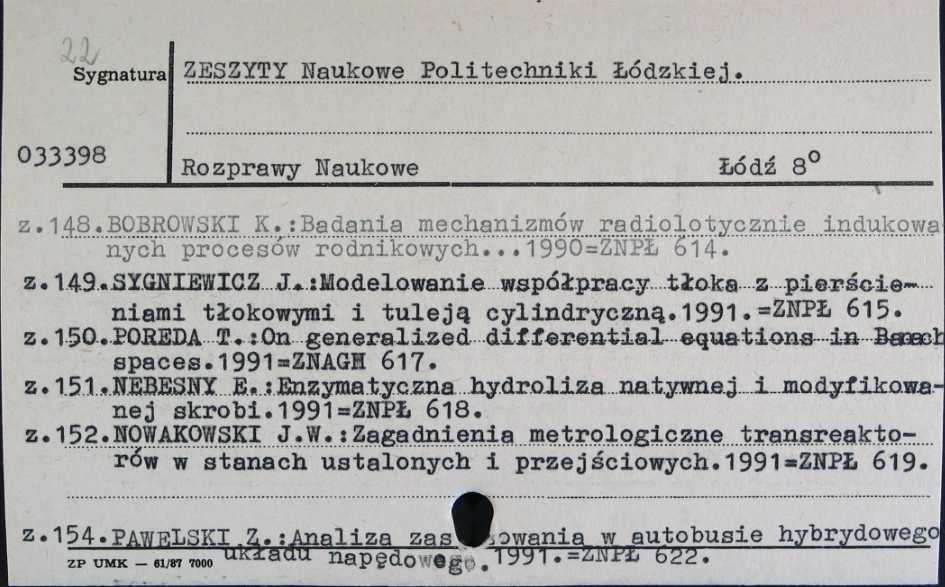 22
Sygnatura ZESZYTY Naukowe Politechniki Łódzkiej.
033398
Rozprawy Naukowe Łódź 8°
z.148.BOBROWSKI K.:Badania mechanizmów radiolotycznie indukowa
nych procesów rodnikowych...1990=ZNPŁ 614.
z.149.SYGNIEWICZ J.:Modelowanie współpracy tłoka z pierście-
niami tłokowymi i tuleją cylindryczną.1991.=ZNPŁ 615.
z.150.POREDA T.:On generalized differential equations in Banach
spaces.1991=ZNAGH 617.
z.151.NEBESNY E.:Enzymatyczna hydroliza natywnej i modyfikowa-
nej skrobi.1991=ZNPŁ 618.
z.152.NOWAKOWSKI J.W.:Zagadnienia metrologiczne transreakto-
rów w stanach ustalonych i przejściowych.1991=ZNPŁ 619.
z.154.PAWELSKI Z.:Analiza zas owania w autobusie hybrydowego
układu napędowego.1991.=ZNPŁ 622.
ZP UMK — 61/87 7000